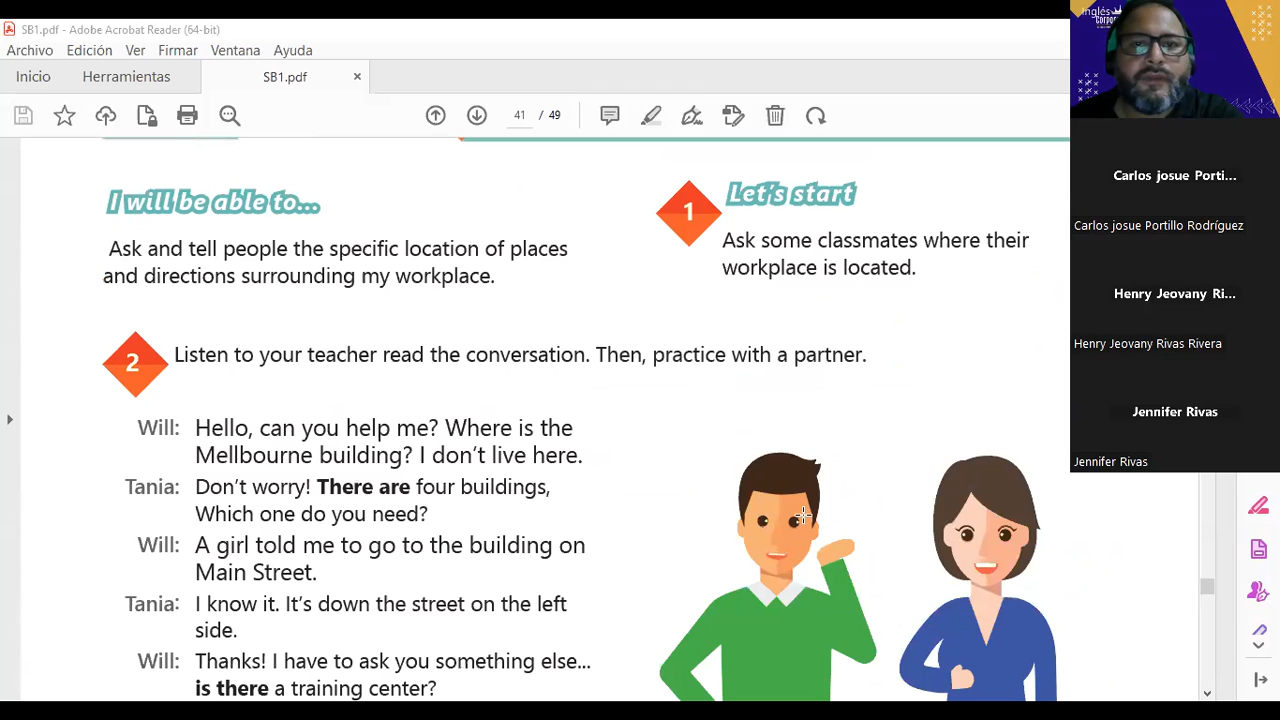 SB1.pdf - Adobe Acrobat Reader (64-bit)
Archivo Edición Ver Firmar Ventana Ayuda
Inicio Herramientas SB1.pdf ×
41 / 49
I will be able to...
Ask and tell people the specific location of places
and directions surrounding my workplace.
1 Let's start
Ask some classmates where their
workplace is located.
2 Listen to your teacher read the conversation. Then, practice with a partner.
Will: Hello, can you help me? Where is the
Mellbourne building? I don't live here.
Tania: Don't worry! There are four buildings,
Which one do you need?
Will: A girl told me to go to the building on
Main Street.
Tania: I know it. It's down the street on the left
side.
Will: Thanks! I have to ask you something else...
is there a training center?
Inglés
Carlos josue Porti...
Carlos josue Portillo Rodríguez
Henry Jeovany Ri...
Henry Jeovany Rivas Rivera
Jennifer Rivas
Jennifer Rivas